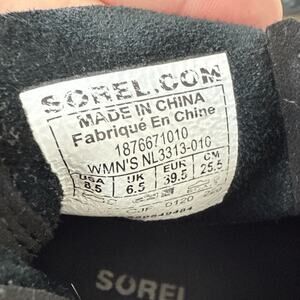 SOREL.COM
MADE IN CHINA
Fabriqué En Chine
1876671010
WMN'S NL3313-010
USA UK EUR CM
8.5 6.5 39.5 25.5
0120
SOREL